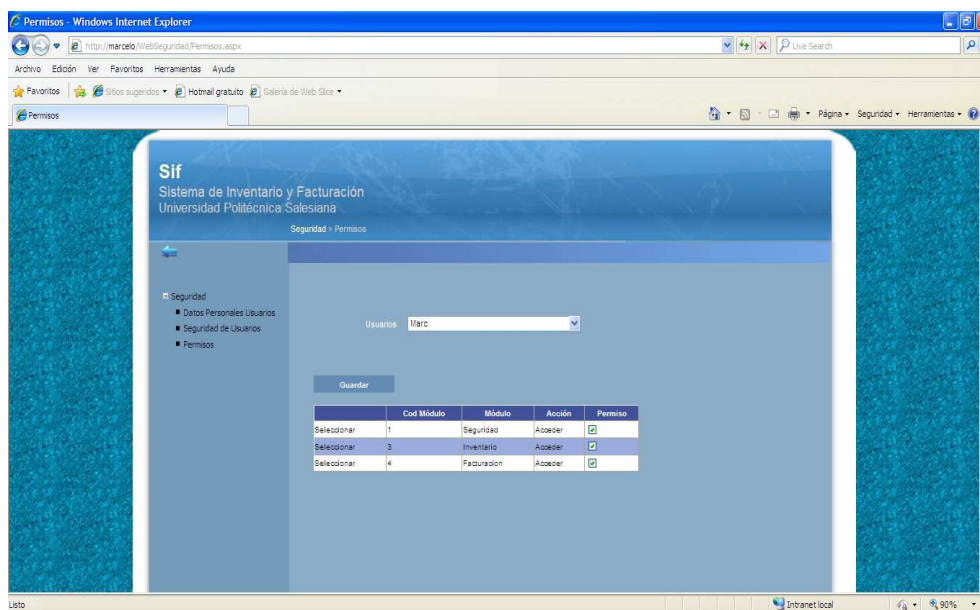 Permisos - Windows Internet Explorer
http://marcelo/WebSeguridad/Permisos.aspx
Live Search
Archivo Edición Ver Favoritos Herramientas Ayuda
Favoritos Sitios sugeridos Hotmail gratuito Galería de Web Slice
Permisos
Página Seguridad Herramientas
Sif
Sistema de Inventario y Facturación
Universidad Politécnica Salesiana
Seguridad > Permisos
Seguridad
Datos Personales Usuarios
Seguridad de Usuarios
Permisos
Usuarios Marc
Guardar
Cod Módulo Módulo Acción Permiso
Seleccionar 1 Seguridad Acceder
Seleccionar 3 Inventario Acceder
Seleccionar 4 Facturacion Acceder
Listo Intranet local 90%